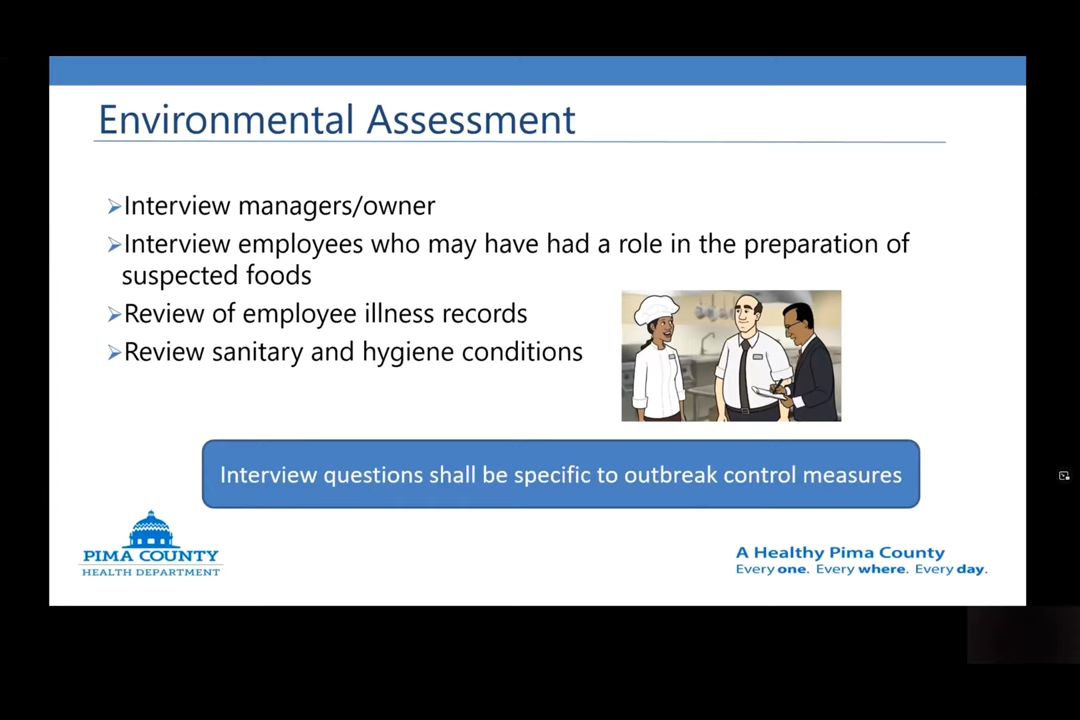 Environmental Assessment
➢Interview managers/owner
➢Interview employees who may have had a role in the preparation of
suspected foods
➢Review of employee illness records
➢Review sanitary and hygiene conditions
Interview questions shall be specific to outbreak control measures
PIMA COUNTY
HEALTH DEPARTMENT
A Healthy Pima County
Every one. Every where. Every day.